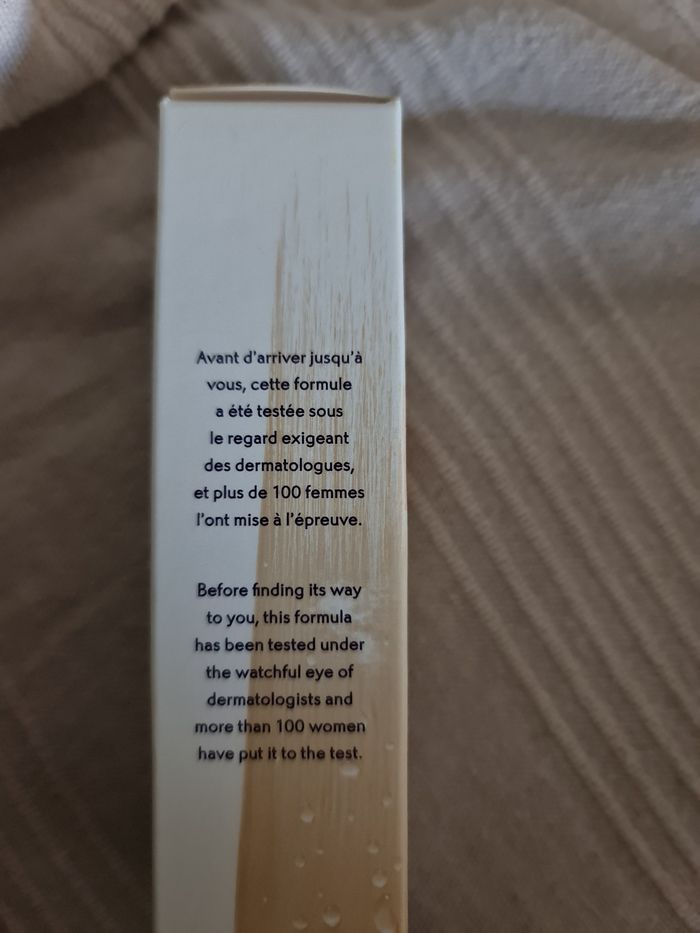 Avant d'arriver jusqu'à
vous, cette formule
a été testée sous
le regard exigeant
des dermatologues,
et plus de 100 femmes
l'ont mise à l'épreuve.
Before finding its way
to you, this formula
has been tested under
the watchful eye of
dermatologists and
more than 100 women
have put it to the test.